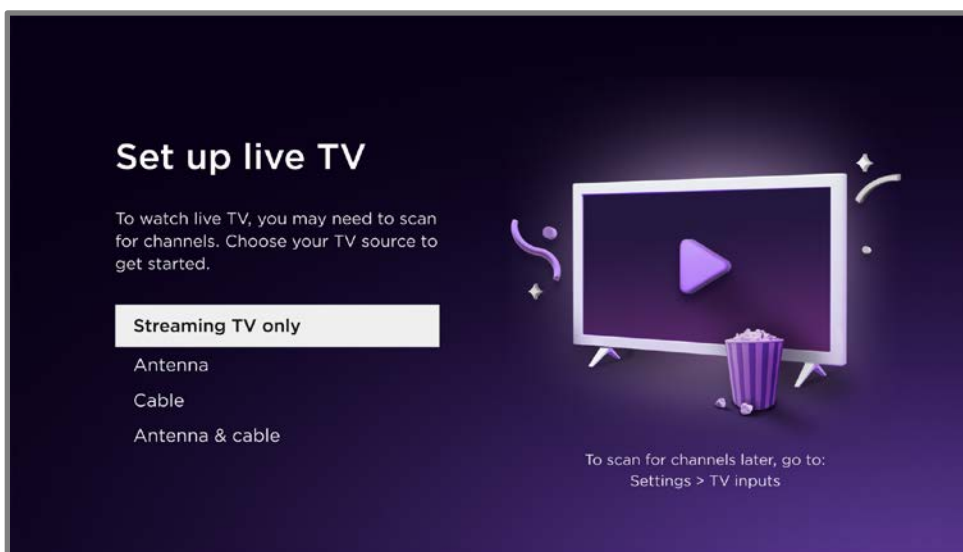 Set up live TV
To watch live TV, you may need to scan
for channels. Choose your TV source to
get started.
Streaming TV only
Antenna
Cable
Antenna & cable
To scan for channels later, go to:
Settings > TV inputs